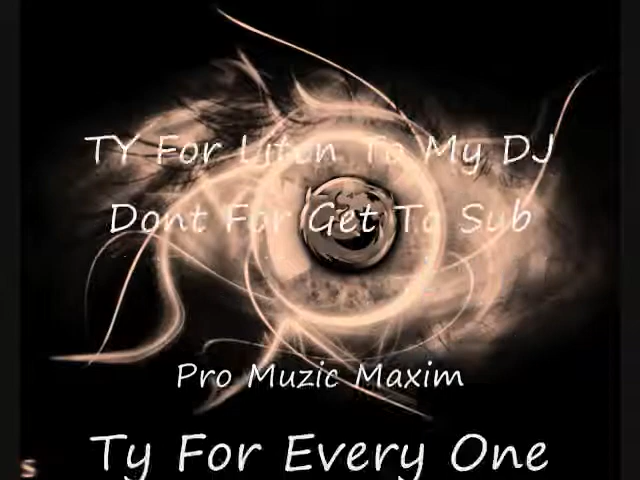 TY For Liten To My DJ
Dont For Get To Sub
Pro Muzic Maxim
Ty For Every One
s